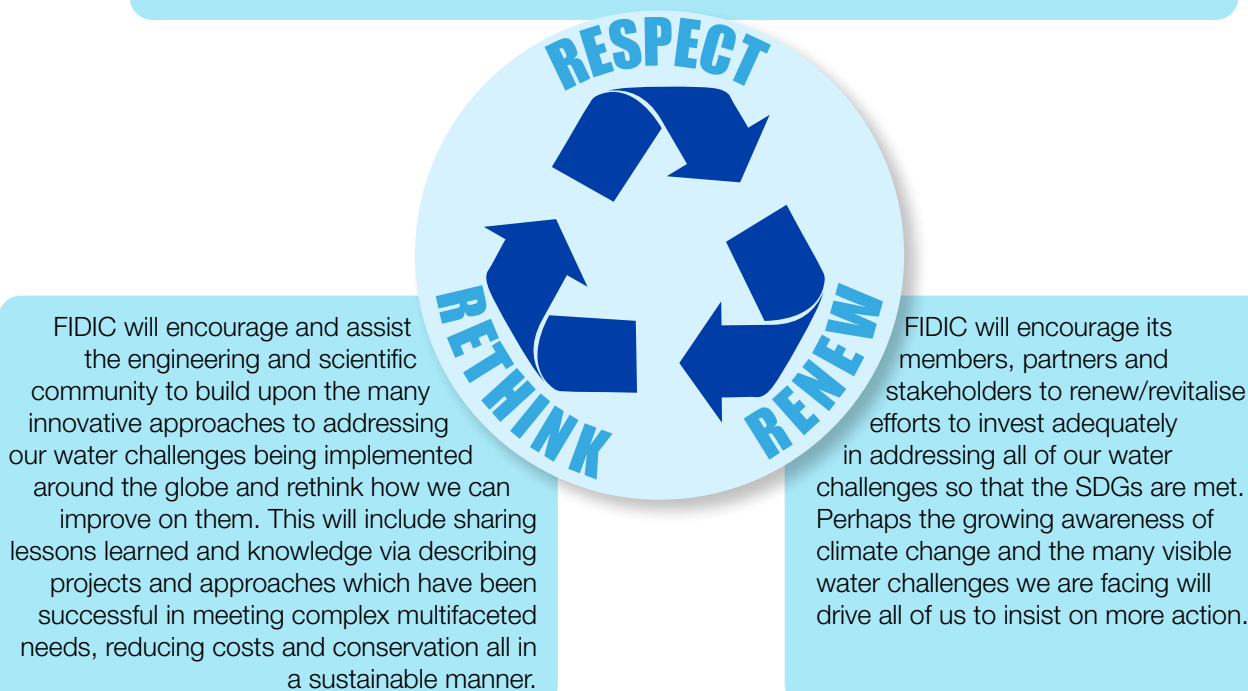 RESPECT
RETHINK
RENEW
FIDIC will encourage and assist
the engineering and scientific
community to build upon the many
innovative approaches to addressing
our water challenges being implemented
around the globe and rethink how we can
improve on them. This will include sharing
lessons learned and knowledge via describing
projects and approaches which have been
successful in meeting complex multifaceted
needs, reducing costs and conservation all in
a sustainable manner.
FIDIC will encourage its
members, partners and
stakeholders to renew/revitalise
efforts to invest adequately
in addressing all of our water
challenges so that the SDGs are met.
Perhaps the growing awareness of
climate change and the many visible
water challenges we are facing will
drive all of us to insist on more action.